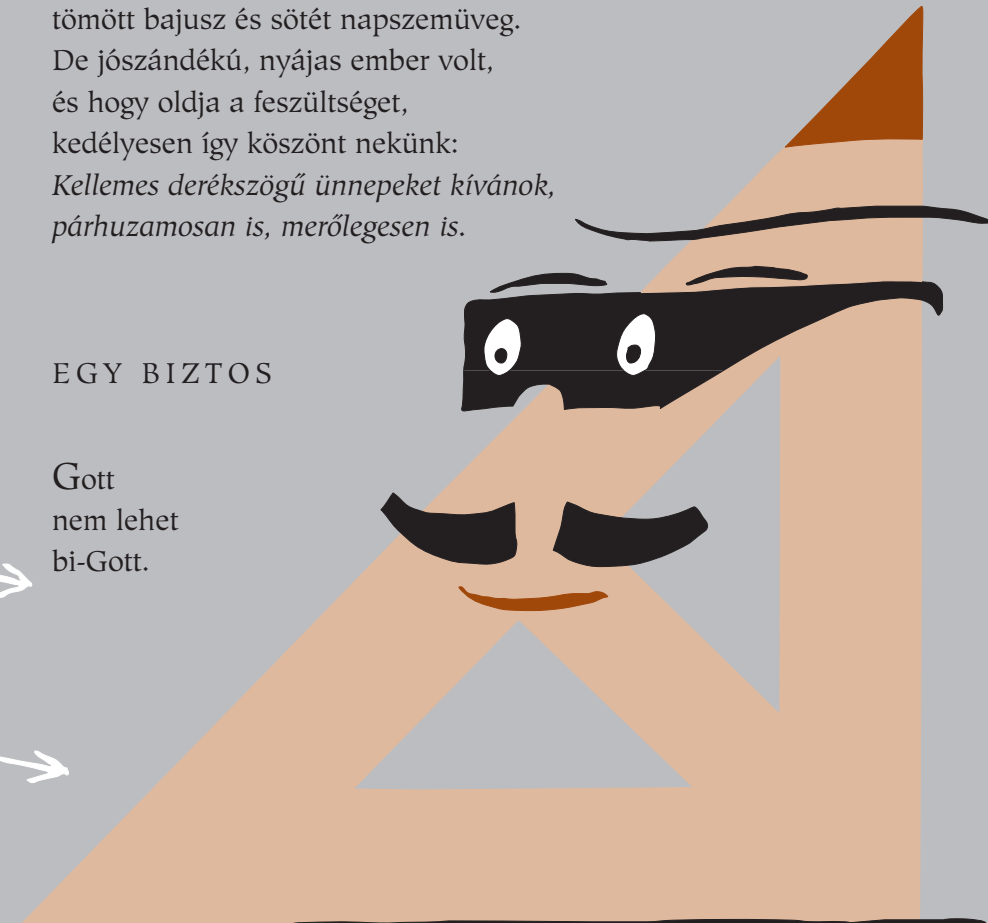 tömött bajusz és sötét napszemüveg.
De jószándékú, nyájas ember volt,
és hogy oldja a feszültséget,
kedélyesen így köszönt nekünk:
Kellemes derékszögű ünnepeket kívánok,
párhuzamosan is, merőlegesen is.
EGY BIZTOS
Gott
nem lehet
bi-Gott.